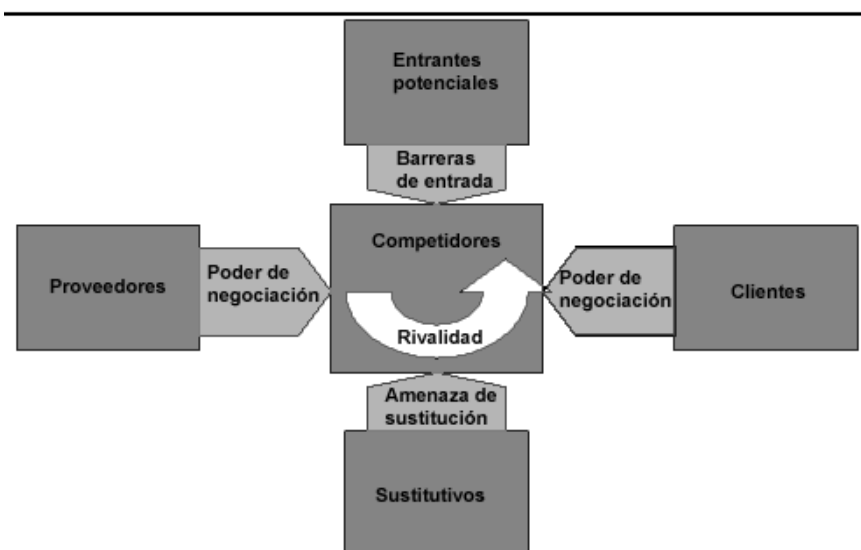 Entrantes
potenciales
Barreras
de entrada
Competidores
Proveedores
Poder de
negociación
Rivalidad
Poder de
negociación
Clientes
Amenaza de
sustitución
Sustitutivos